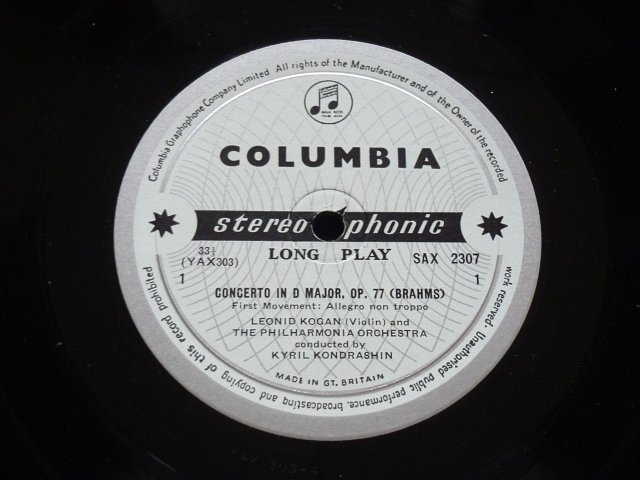 Columbia Graphophone Company Limited. All rights of the Manufacturer and of the Owner of the recorded work reserved. Unauthorised public performance, broadcasting and copying of this record prohibited
COLUMBIA
stereo phonic
33⅓
(YAX303)
LONG PLAY
SAX 2307
1
1
CONCERTO IN D MAJOR, OP. 77 (BRAHMS)
First Movement: Allegro non troppo
LEONID KOGAN (Violin) and
THE PHILHARMONIA ORCHESTRA
conducted by
KYRIL KONDRASHIN
MADE IN GT. BRITAIN